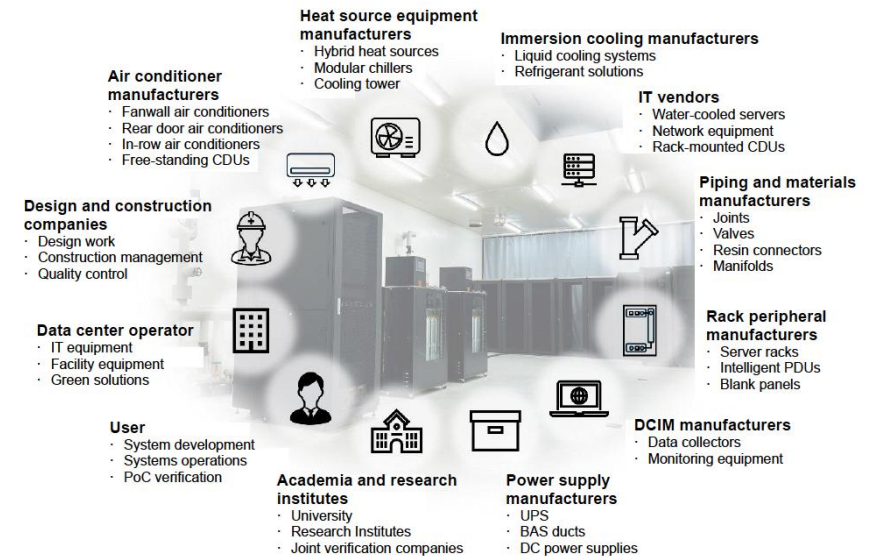 Heat source equipment
manufacturers
· Hybrid heat sources
· Modular chillers
· Cooling tower
Immersion cooling manufacturers
· Liquid cooling systems
· Refrigerant solutions
Air conditioner
manufacturers
· Fanwall air conditioners
· Rear door air conditioners
· In-row air conditioners
· Free-standing CDUs
IT vendors
· Water-cooled servers
· Network equipment
· Rack-mounted CDUs
Design and construction
companies
· Design work
· Construction management
· Quality control
Piping and materials
manufacturers
· Joints
· Valves
· Resin connectors
· Manifolds
Data center operator
· IT equipment
· Facility equipment
· Green solutions
Rack peripheral
manufacturers
· Server racks
· Intelligent PDUs
· Blank panels
User
· System development
· Systems operations
· PoC verification
DCIM manufacturers
· Data collectors
· Monitoring equipment
Academia and research
institutes
· University
· Research Institutes
· Joint verification companies
Power supply
manufacturers
· UPS
· BAS ducts
· DC power supplies